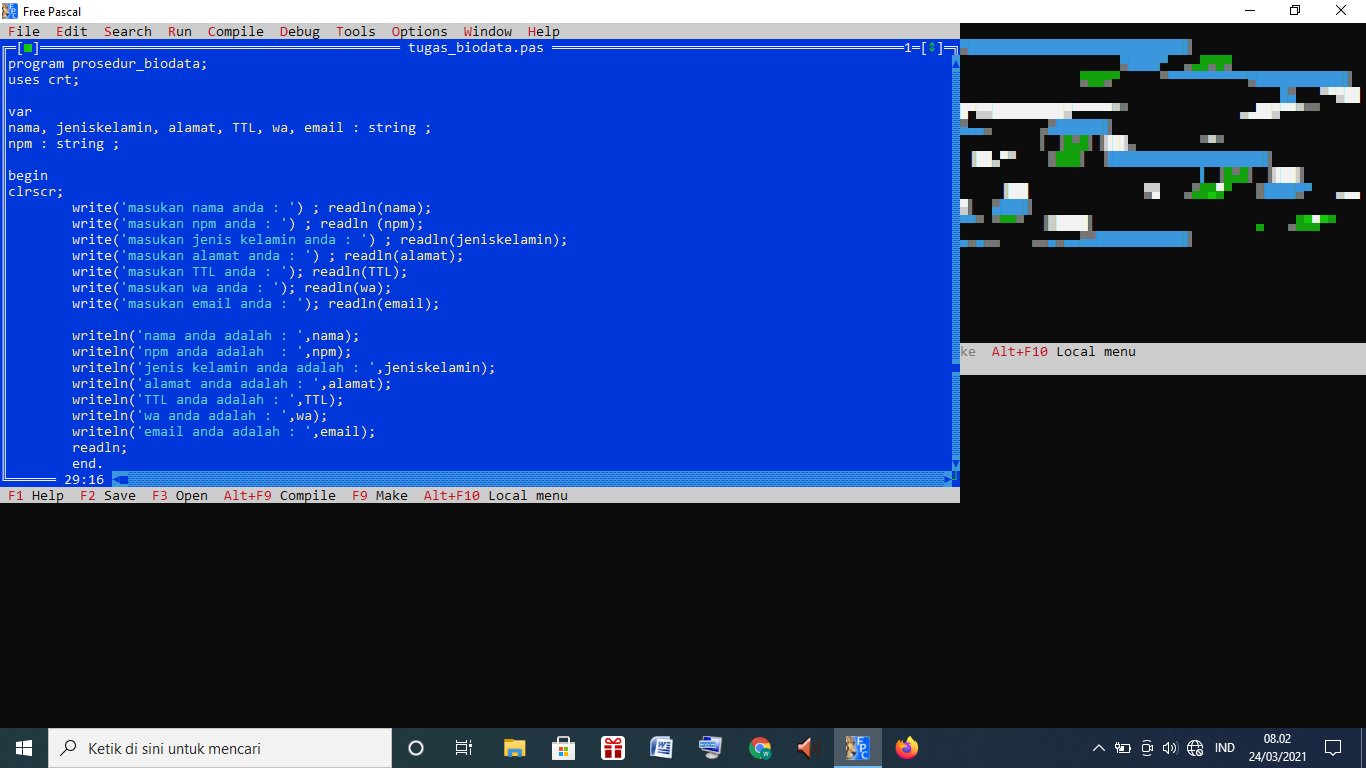 Free Pascal
File Edit Search Run Compile Debug Tools Options Window Help
tugas_biodata.pas 1
program prosedur_biodata;
uses crt;
var
nama, jeniskelamin, alamat, TTL, wa, email : string ;
npm : string ;
begin
clrscr;
write('masukan nama anda : ') ; readln(nama);
write('masukan npm anda : ') ; readln (npm);
write('masukan jenis kelamin anda : ') ; readln(jeniskelamin);
write('masukan alamat anda : ') ; readln(alamat);
write('masukan TTL anda : '); readln(TTL);
write('masukan wa anda : '); readln(wa);
write('masukan email anda : '); readln(email);
writeln('nama anda adalah : ',nama);
writeln('npm anda adalah  : ',npm);
writeln('jenis kelamin anda adalah : ',jeniskelamin);
writeln('alamat anda adalah : ',alamat);
writeln('TTL anda adalah : ',TTL);
writeln('wa anda adalah : ',wa);
writeln('email anda adalah : ',email);
readln;
end.
29:16
F1 Help F2 Save F3 Open Alt+F9 Compile F9 Make Alt+F10 Local menu
ke Alt+F10 Local menu
Ketik di sini untuk mencari
IND
08.02
24/03/2021